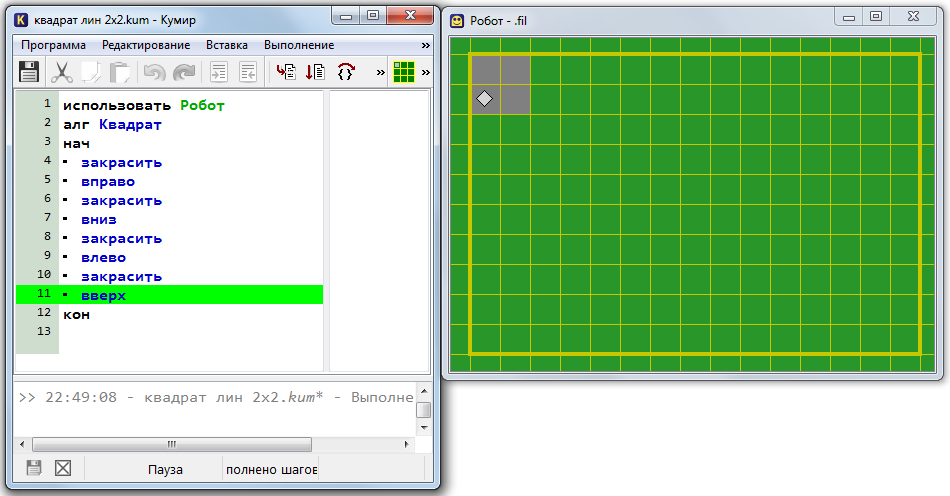 квадрат лин 2x2.kum - Кумир
Программа Редактирование Вставка Выполнение »
» »
1 использовать Робот
2 алг Квадрат
3 нач
4 закрасить
5 вправо
6 закрасить
7 вниз
8 закрасить
9 влево
10 закрасить
11 вверх
12 кон
13
>> 22:49:08 - квадрат лин 2x2.kum* - Выполне
Пауза полнено шагов
Робот - .fil